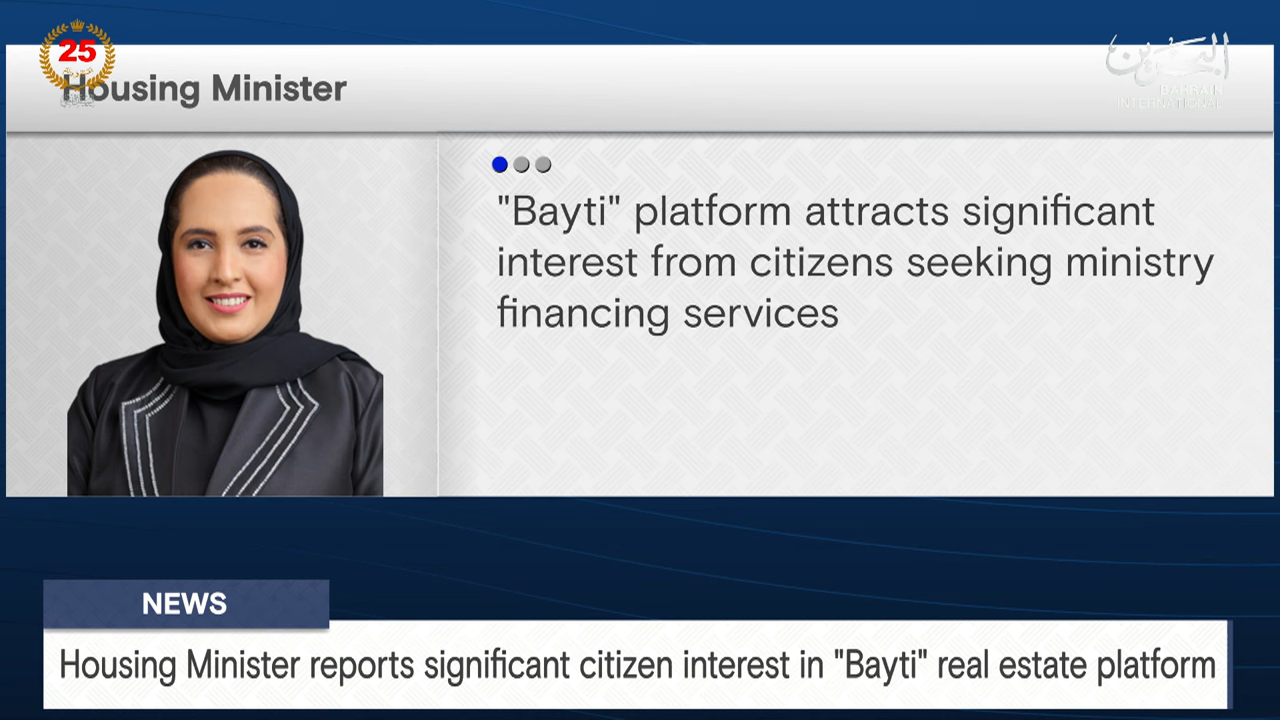 25
Housing Minister
البحرين
BAHRAIN
INTERNATIONAL
"Bayti" platform attracts significant
interest from citizens seeking ministry
financing services
NEWS
Housing Minister reports significant citizen interest in "Bayti" real estate platform